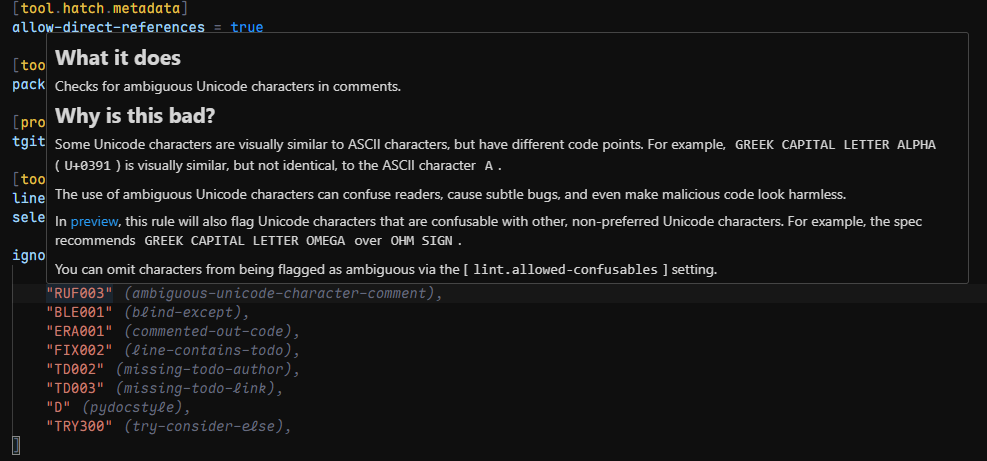 [tool.hatch.metadata]
allow-direct-references = true
[too
pack
[pro
tgit
[too
line
sele
igno
What it does
Checks for ambiguous Unicode characters in comments.
Why is this bad?
Some Unicode characters are visually similar to ASCII characters, but have different code points. For example, GREEK CAPITAL LETTER ALPHA
( U+0391 ) is visually similar, but not identical, to the ASCII character A .
The use of ambiguous Unicode characters can confuse readers, cause subtle bugs, and even make malicious code look harmless.
In preview, this rule will also flag Unicode characters that are confusable with other, non-preferred Unicode characters. For example, the spec
recommends GREEK CAPITAL LETTER OMEGA over OHM SIGN .
You can omit characters from being flagged as ambiguous via the [ lint.allowed-confusables ] setting.
"RUF003" (ambiguous-unicode-character-comment),
"BLE001" (blind-except),
"ERA001" (commented-out-code),
"FIX002" (line-contains-todo),
"TD002" (missing-todo-author),
"TD003" (missing-todo-link),
"D" (pydocstyle),
"TRY300" (try-consider-else),
]